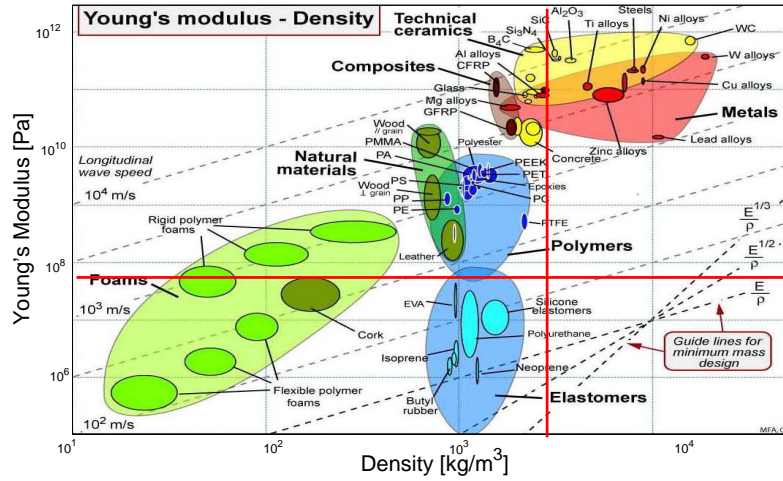 Young's modulus - Density
Technical
ceramics
Composites
Natural
materials
Foams
Polymers
Elastomers
Metals
10^12
10^10
10^8
10^6
Young's Modulus [Pa]
SiC
Al2O3
Steels
Si3N4
Ti alloys
Ni alloys
B4C
WC
Al alloys
CFRP
W alloys
Glass
Mg alloys
Cu alloys
GFRP
Wood
// grain
Polyester
PMMA
PA
Concrete
Zinc alloys
Lead alloys
Longitudinal
wave speed
PEEK
PET
Wood
⊥ grain
PS
Epoxies
PC
PP
PE
PTFE
10^4 m/s
Rigid polymer
foams
Leather
E^1/3
ρ
E^1/2
ρ
E
ρ
10^3 m/s
EVA
Silicone
elastomers
Cork
Polyurethane
Guide lines for
minimum mass
design
Isoprene
Neoprene
Flexible polymer
foams
Butyl
rubber
10^2 m/s
10^1
10^2
10^3
10^4
Density [kg/m^3]